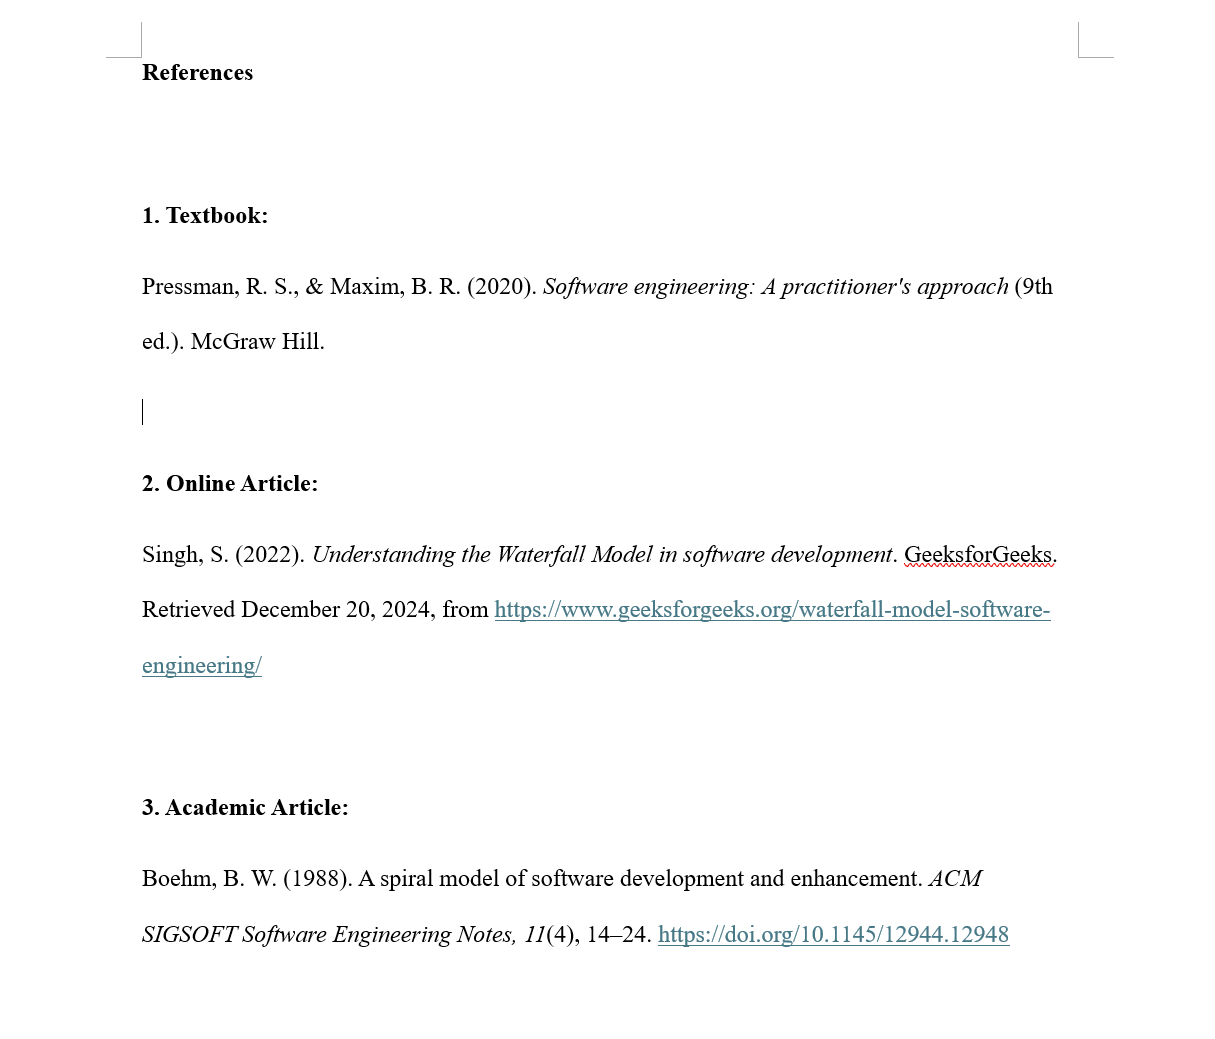 References
1. Textbook:
Pressman, R. S., & Maxim, B. R. (2020). Software engineering: A practitioner's approach (9th
ed.). McGraw Hill.
2. Online Article:
Singh, S. (2022). Understanding the Waterfall Model in software development. GeeksforGeeks.
Retrieved December 20, 2024, from https://www.geeksforgeeks.org/waterfall-model-software-
engineering/
3. Academic Article:
Boehm, B. W. (1988). A spiral model of software development and enhancement. ACM
SIGSOFT Software Engineering Notes, 11(4), 14–24. https://doi.org/10.1145/12944.12948